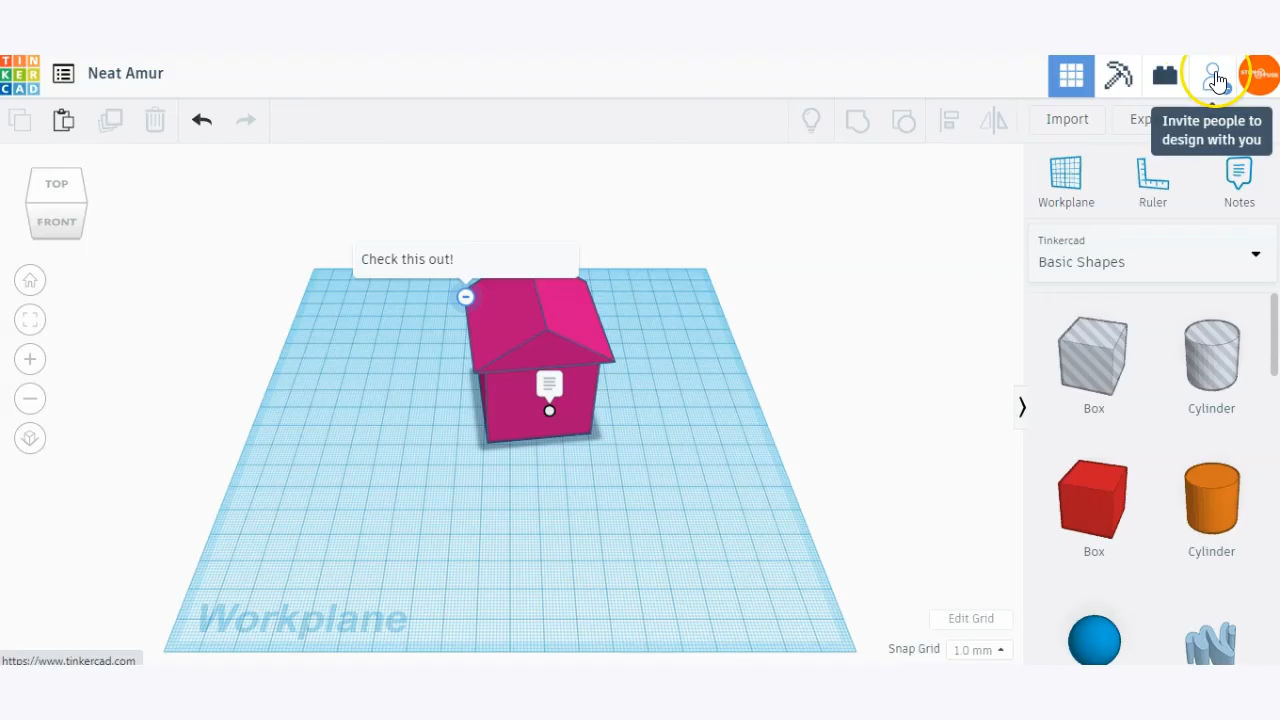 TIN
KER
CAD
Neat Amur
Import
Exp
Invite people to
design with you
TOP
FRONT
Workplane
Ruler
Notes
Tinkercad
Basic Shapes
Check this out!
Box
Cylinder
Box
Cylinder
Workplane
Edit Grid
Snap Grid
1.0 mm
https://www.tinkercad.com